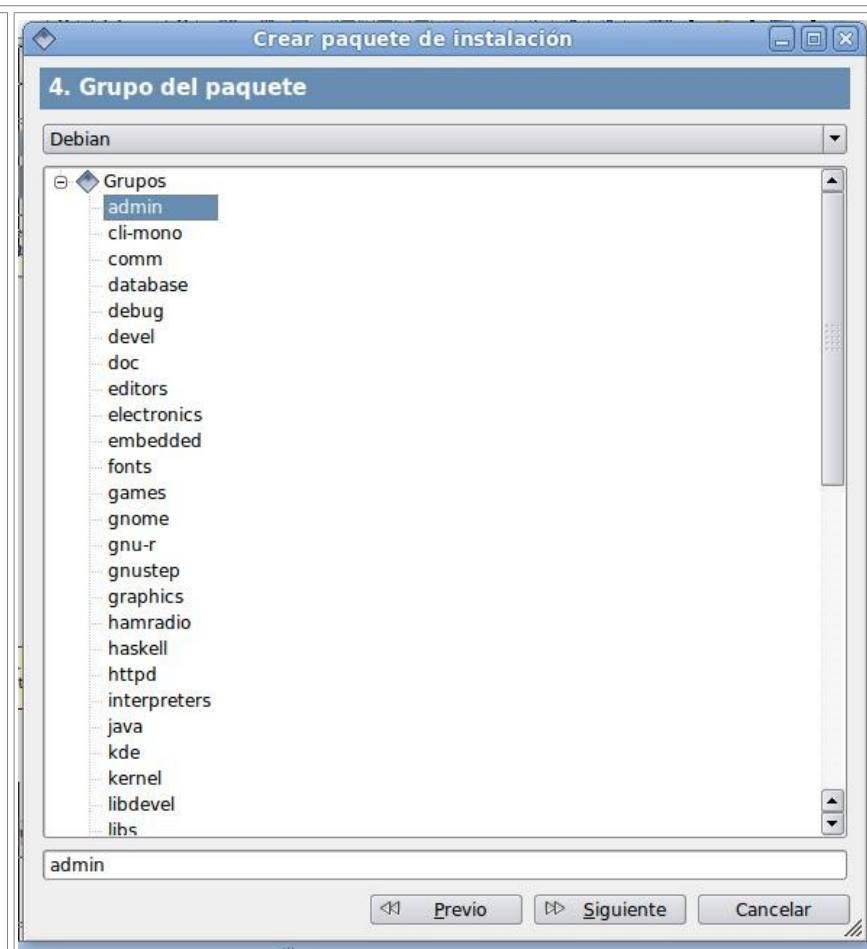 Crear paquete de instalación
4. Grupo del paquete
Debian
Grupos
admin
cli-mono
comm
database
debug
devel
doc
editors
electronics
embedded
fonts
games
gnome
gnu-r
gnustep
graphics
hamradio
haskell
httpd
interpreters
java
kde
kernel
libdevel
libs
admin
Previo
Siguiente
Cancelar